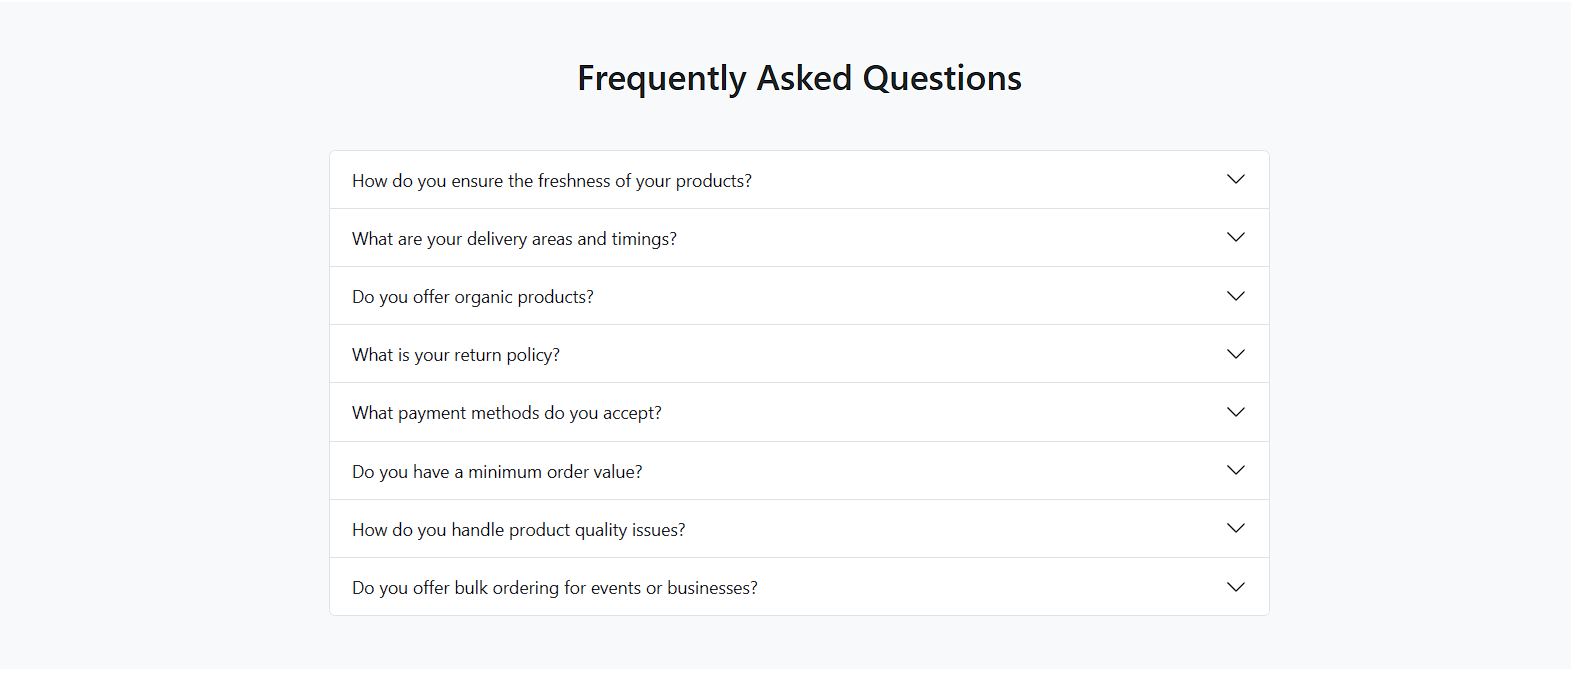 Frequently Asked Questions
How do you ensure the freshness of your products?
What are your delivery areas and timings?
Do you offer organic products?
What is your return policy?
What payment methods do you accept?
Do you have a minimum order value?
How do you handle product quality issues?
Do you offer bulk ordering for events or businesses?